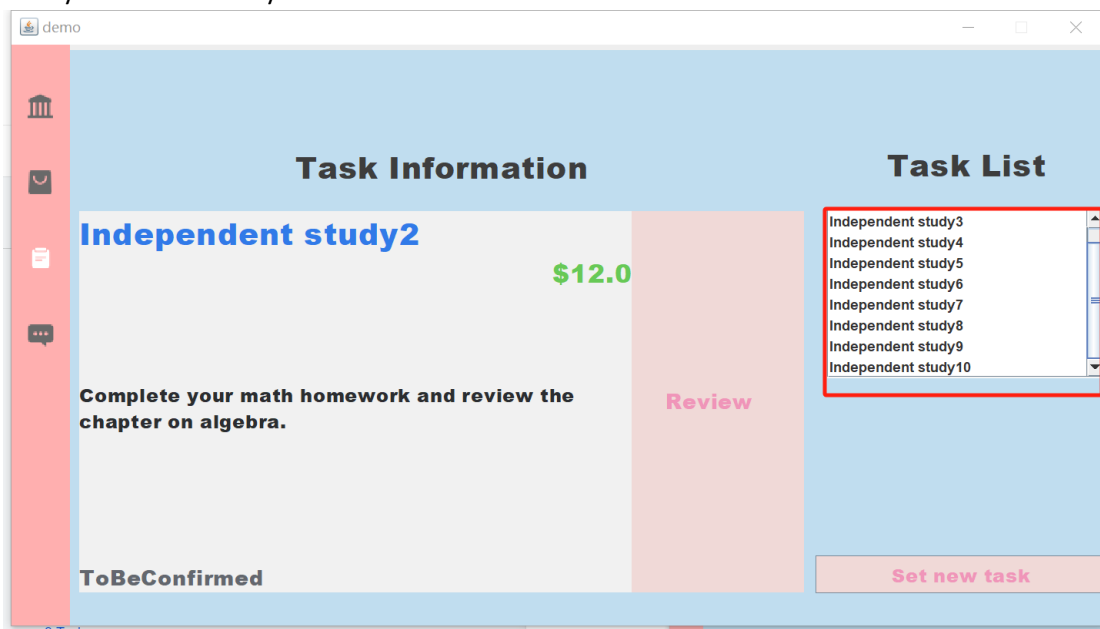 demo
Task Information
Task List
Independent study2
$12.0
Complete your math homework and review the
chapter on algebra.
ToBeConfirmed
Review
Independent study3
Independent study4
Independent study5
Independent study6
Independent study7
Independent study8
Independent study9
Independent study10
Set new task